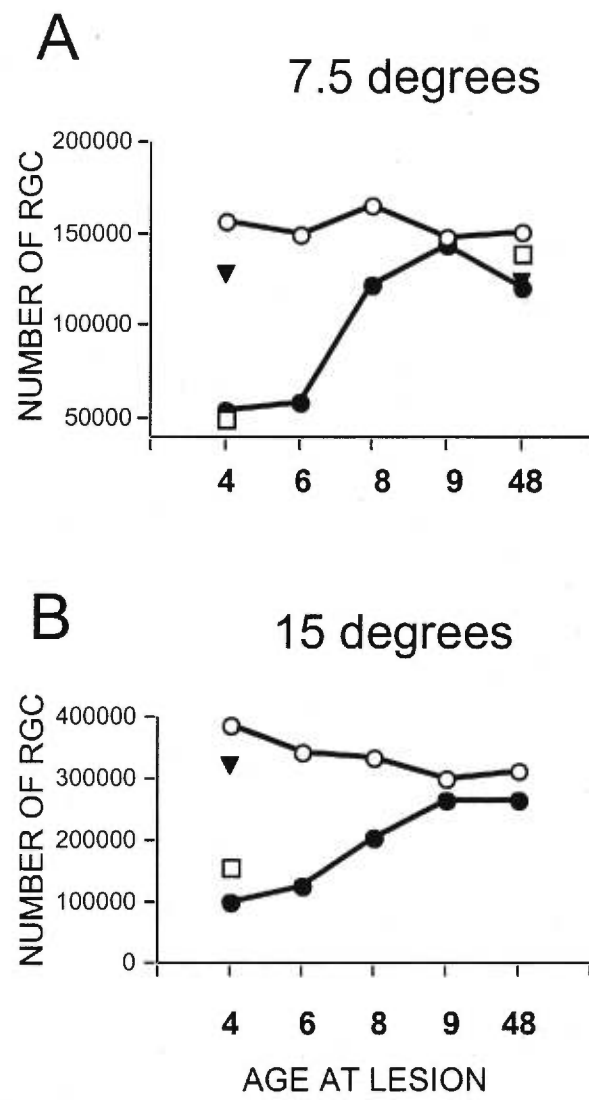 A
7.5 degrees
NUMBER OF RGC
200000
150000
100000
50000
4 6 8 9 48
B
15 degrees
NUMBER OF RGC
400000
300000
200000
100000
0
4 6 8 9 48
AGE AT LESION